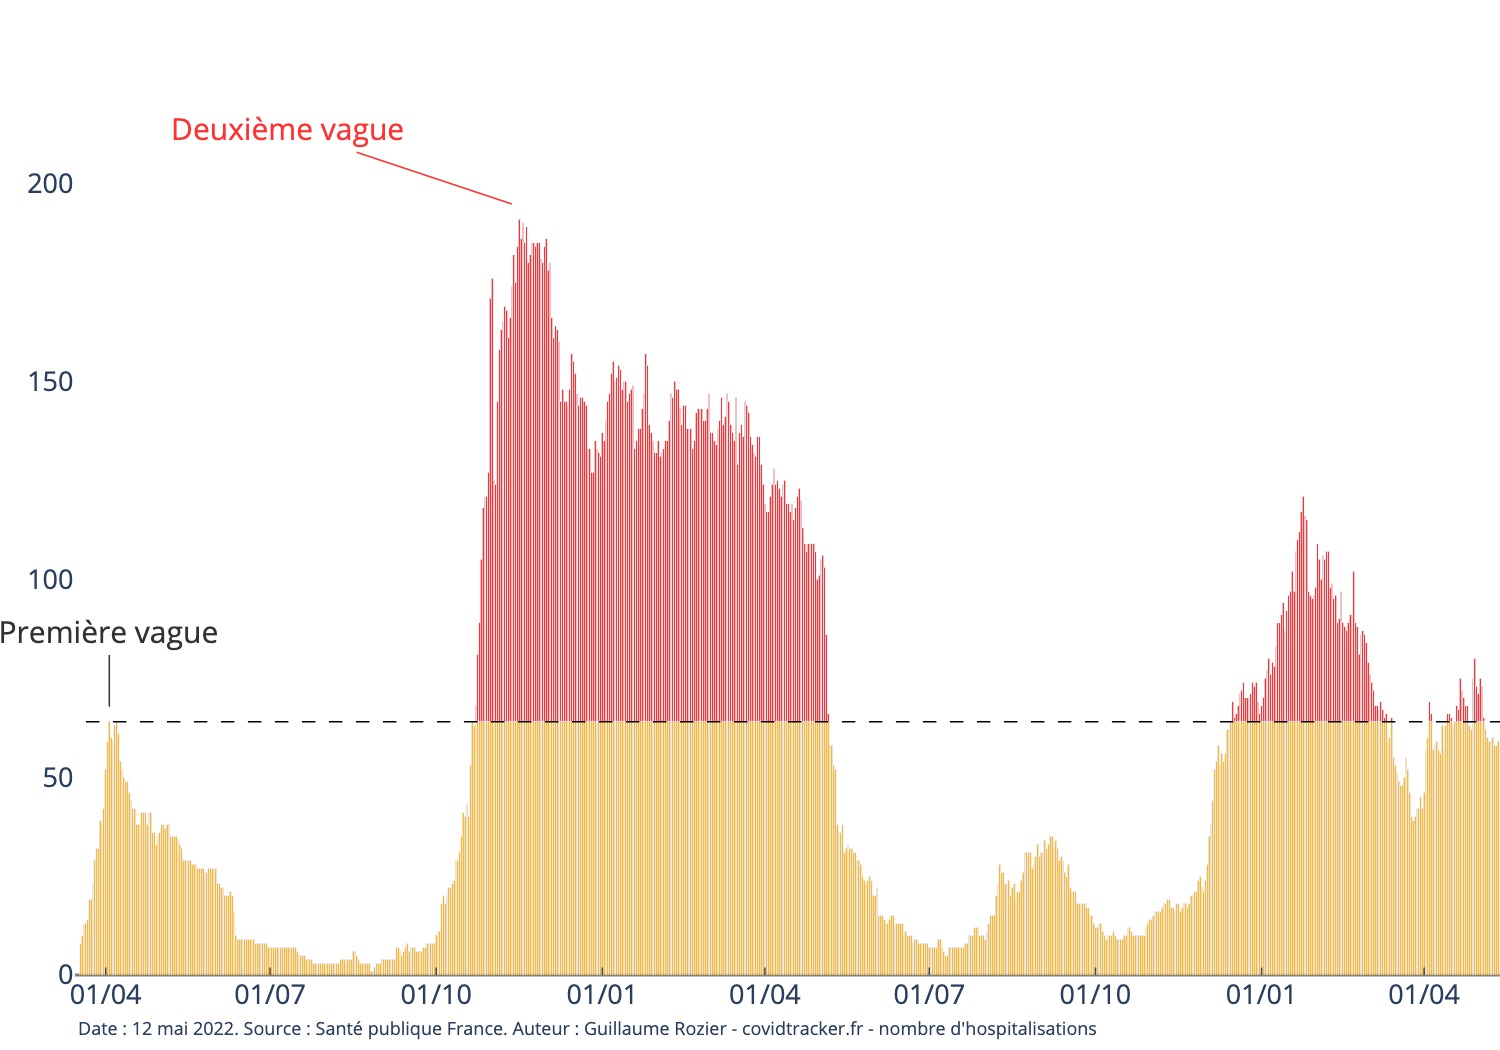 Deuxième vague
200
150
100
Première vague
50
0
01/04 01/07 01/10 01/01 01/04 01/07 01/10 01/01 01/04
Date : 12 mai 2022. Source : Santé publique France. Auteur : Guillaume Rozier - covidtracker.fr - nombre d'hospitalisations